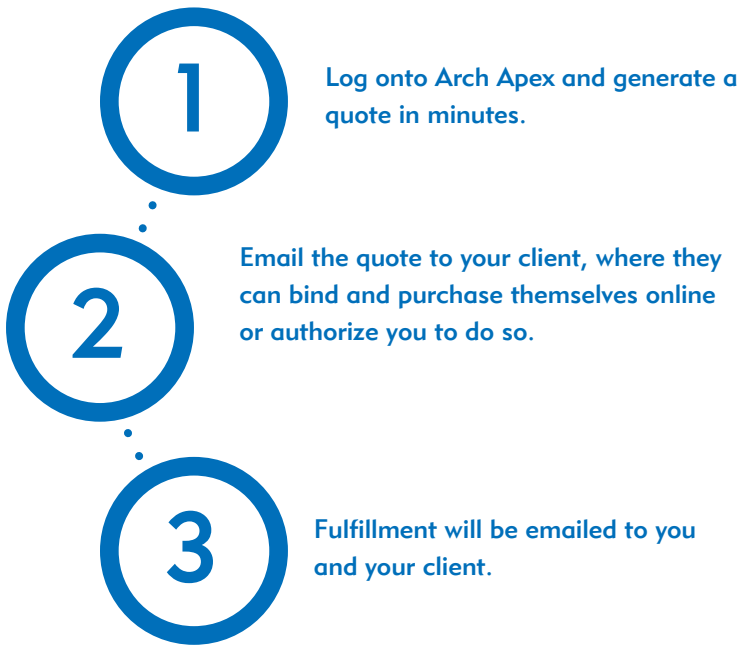 1
Log onto Arch Apex and generate a
quote in minutes.
2
Email the quote to your client, where they
can bind and purchase themselves online
or authorize you to do so.
3
Fulfillment will be emailed to you
and your client.